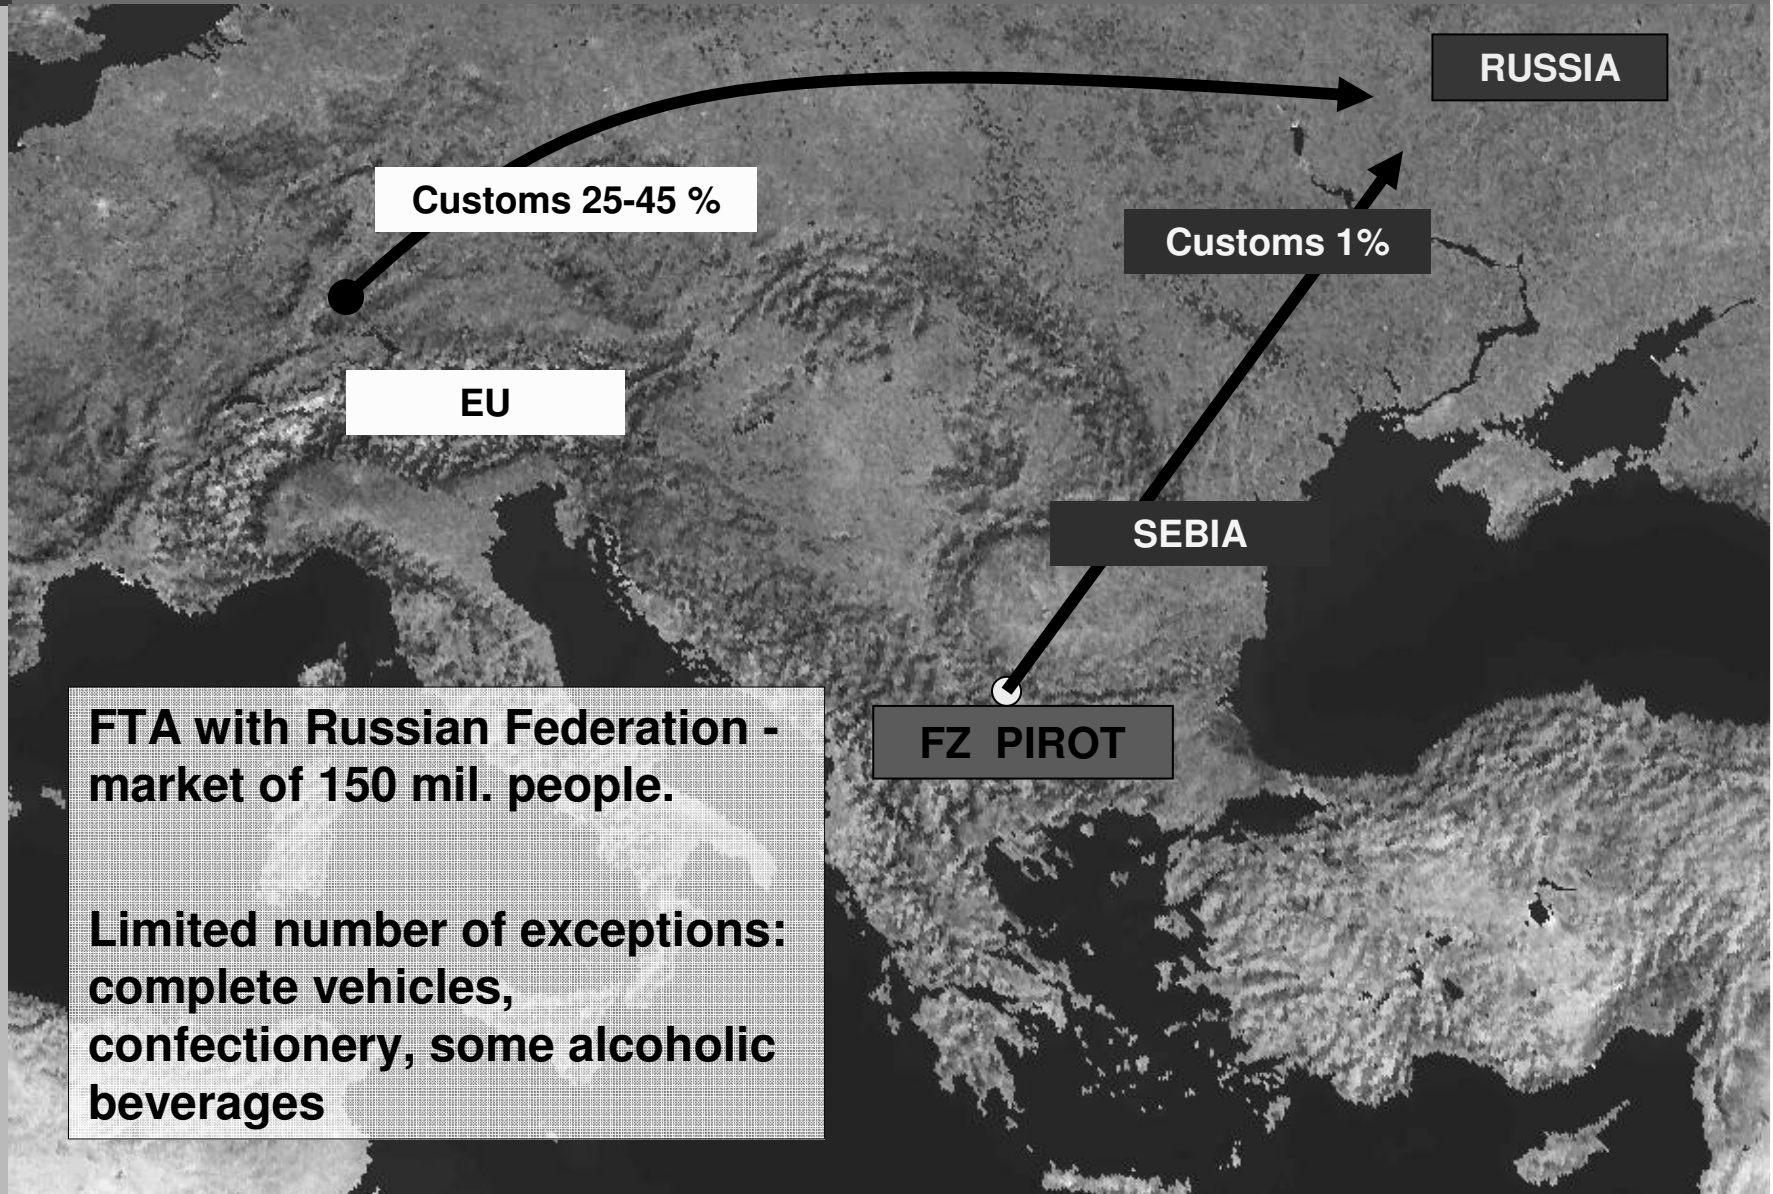 RUSSIA
Customs 25-45 %
Customs 1%
EU
SEBIA
FZ PIROT
FTA with Russian Federation -
market of 150 mil. people.
Limited number of exceptions:
complete vehicles,
confectionery, some alcoholic
beverages